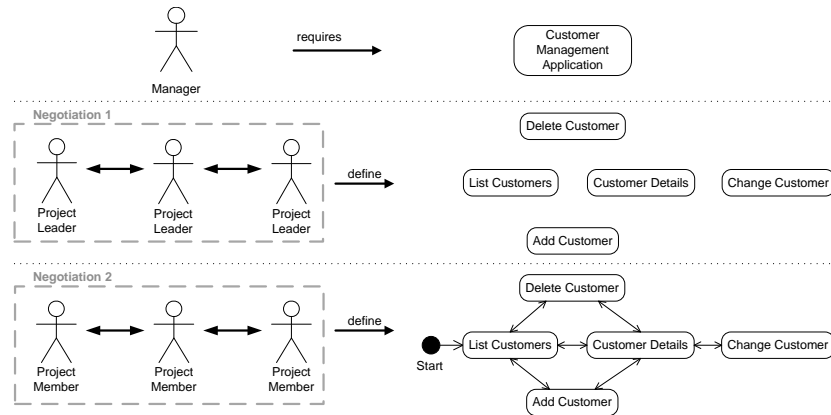 requires
Customer
Management
Application
Manager
Negotiation 1
Delete Customer
define
List Customers
Customer Details
Change Customer
Project
Leader
Project
Leader
Project
Leader
Add Customer
Negotiation 2
Delete Customer
define
List Customers
Customer Details
Change Customer
Start
Project
Member
Project
Member
Project
Member
Add Customer